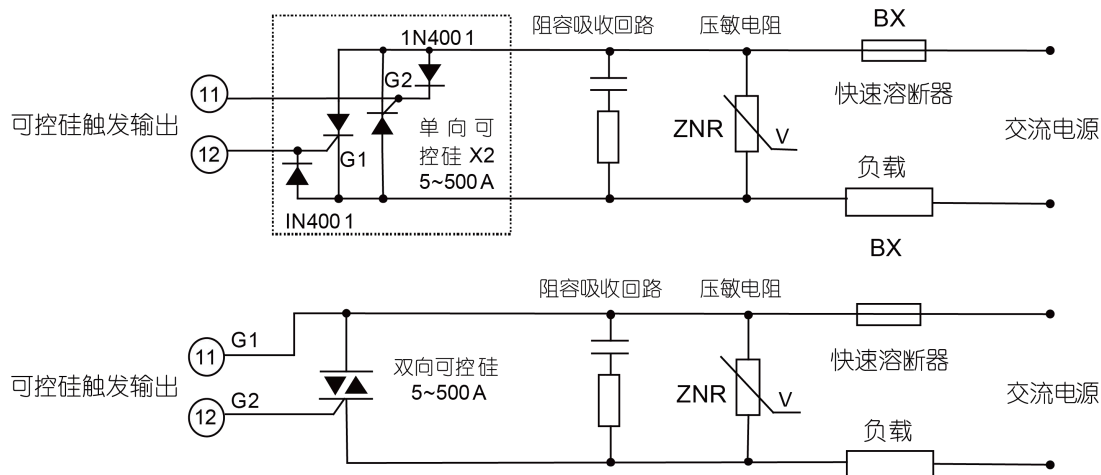 阻容吸收回路
压敏电阻
BX
1N4001
G2
11
可控硅触发输出
12
G1
单向可
控硅 X2
5~500A
IN4001
ZNR
V
快速溶断器
交流电源
负载
BX
阻容吸收回路
压敏电阻
G1
11
可控硅触发输出
G2
12
双向可控硅
5~500A
ZNR
V
快速溶断器
交流电源
负载